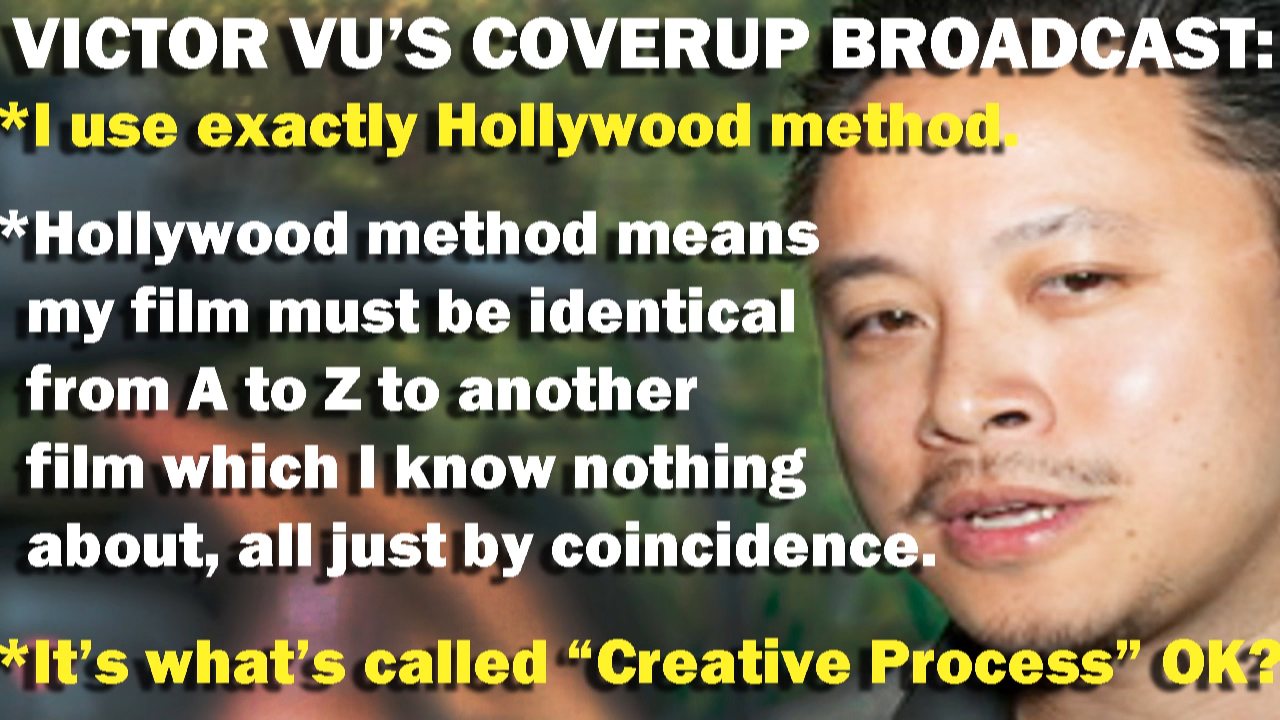 VICTOR VU’S COVERUP BROADCAST:
*I use exactly Hollywood method.
*Hollywood method means
my film must be identical
from A to Z to another
film which I know nothing
about, all just by coincidence.
*It’s what’s called “Creative Process” OK?